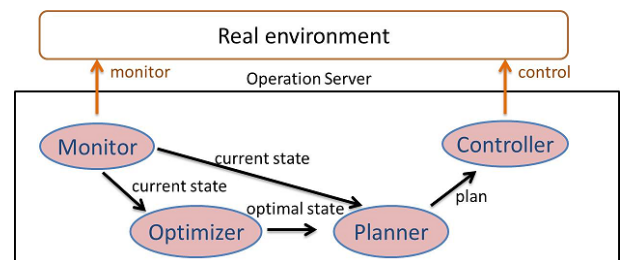 Real environment
monitor
control
Operation Server
Monitor
Controller
current state
current state
plan
optimal state
Optimizer
Planner